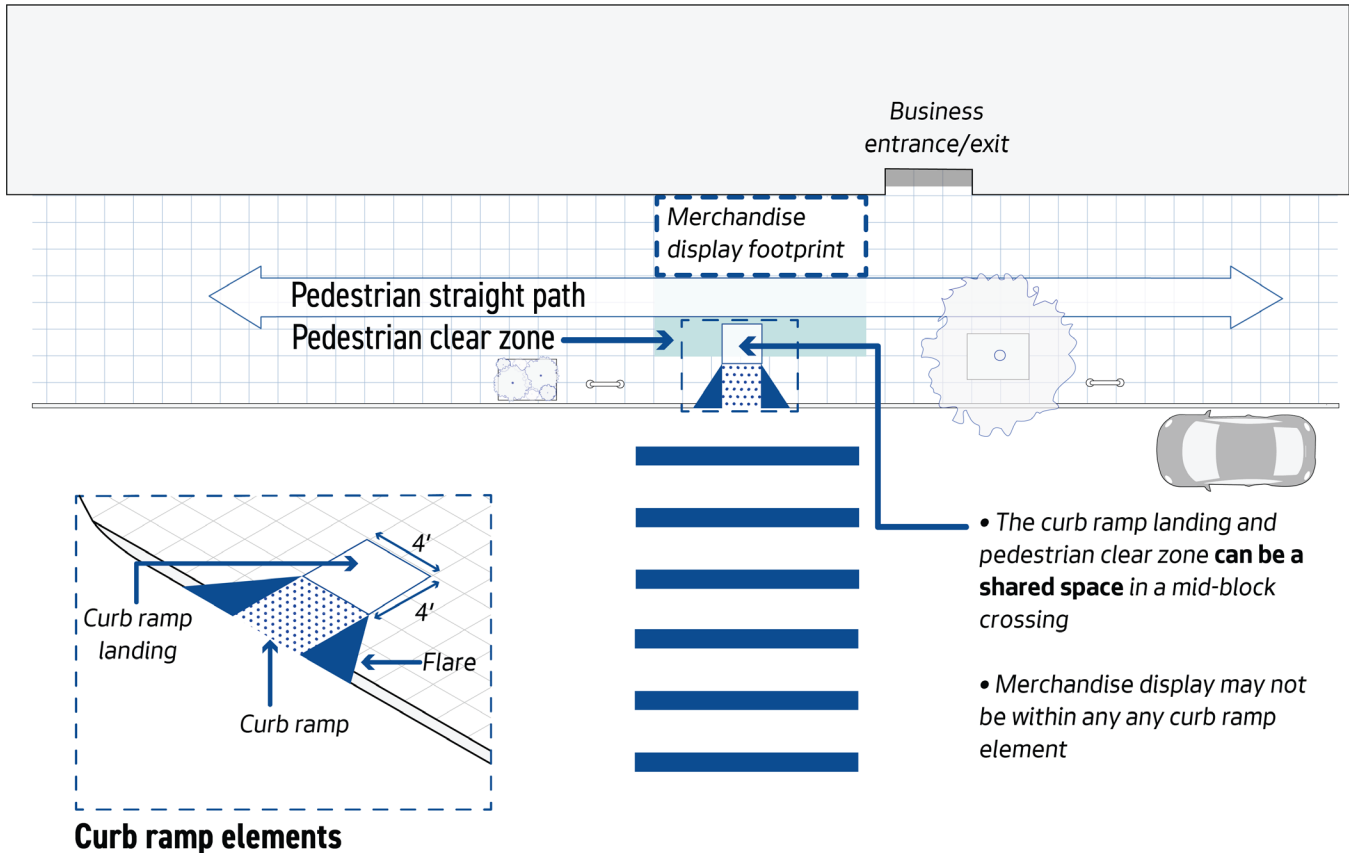 Business
entrance/exit
Merchandise
display footprint
Pedestrian straight path
Pedestrian clear zone
• The curb ramp landing and
pedestrian clear zone can be a
shared space in a mid-block
crossing
• Merchandise display may not
be within any any curb ramp
element
4'
4'
Curb ramp
landing
Flare
Curb ramp
Curb ramp elements